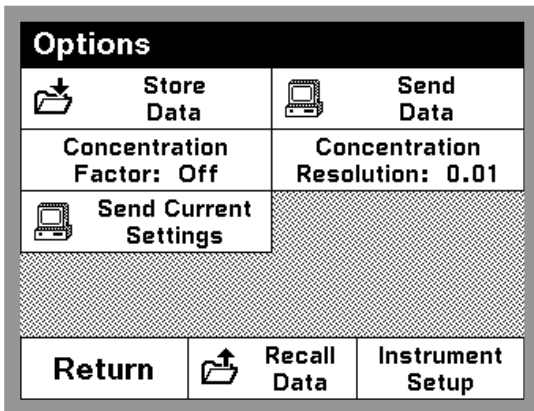 Options
Store
Data
Send
Data
Concentration
Factor: Off
Concentration
Resolution: 0.01
Send Current
Settings
Return
Recall
Data
Instrument
Setup